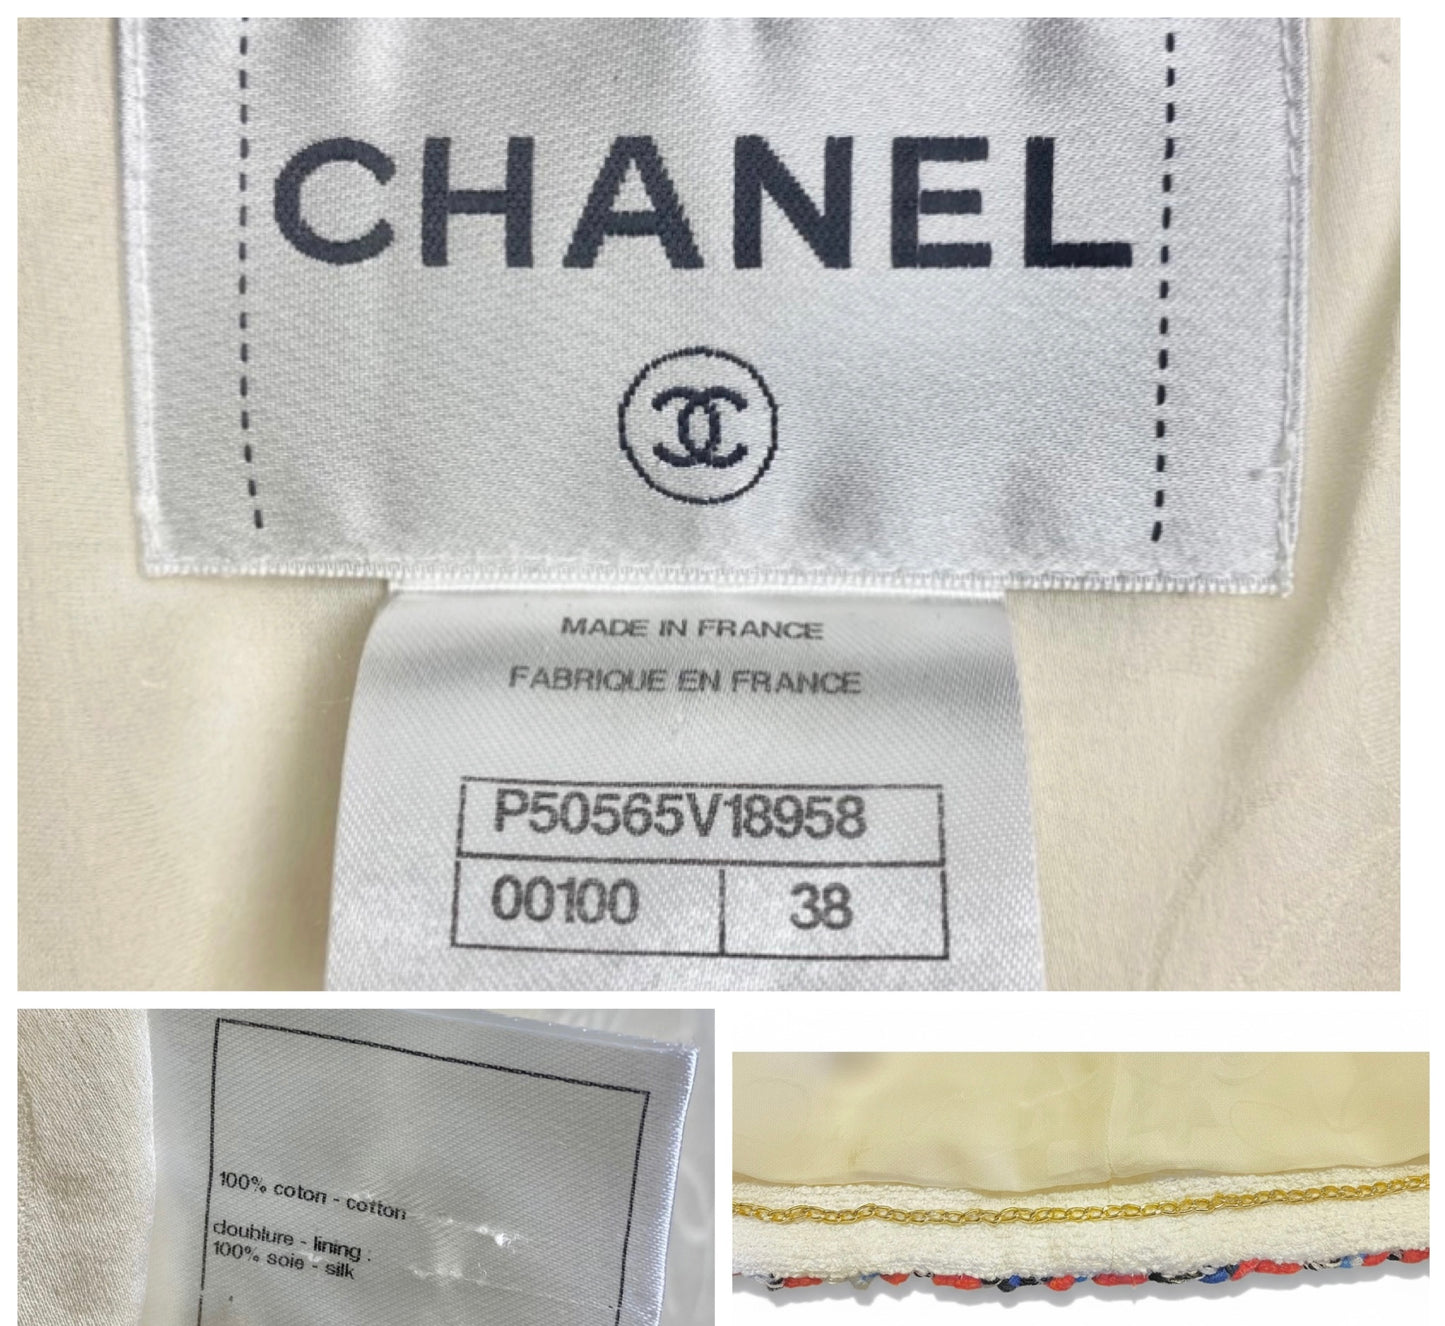 CHANEL
MADE IN FRANCE
FABRIQUE EN FRANCE
P50565V18958
00100 38
100% coton - cotton
doublure - lining :
100% soie - silk